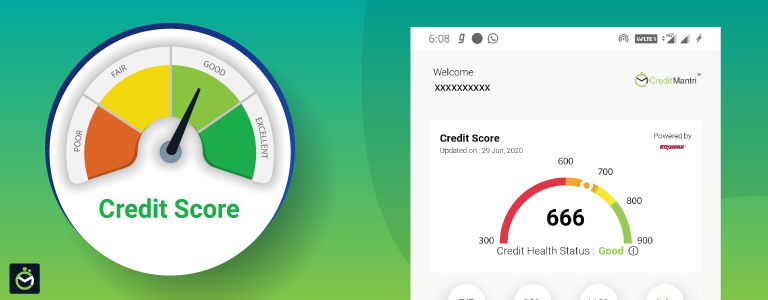 POOR
FAIR
GOOD
EXCELLENT
Credit Score
6:08
VoLTE 1
4G
Welcome
XXXXXXXXXX
CreditMantri
Credit Score
Updated on : 29 Jun, 2020
Powered by
EQUIFAX
300
600
700
800
900
666
Credit Health Status : Good